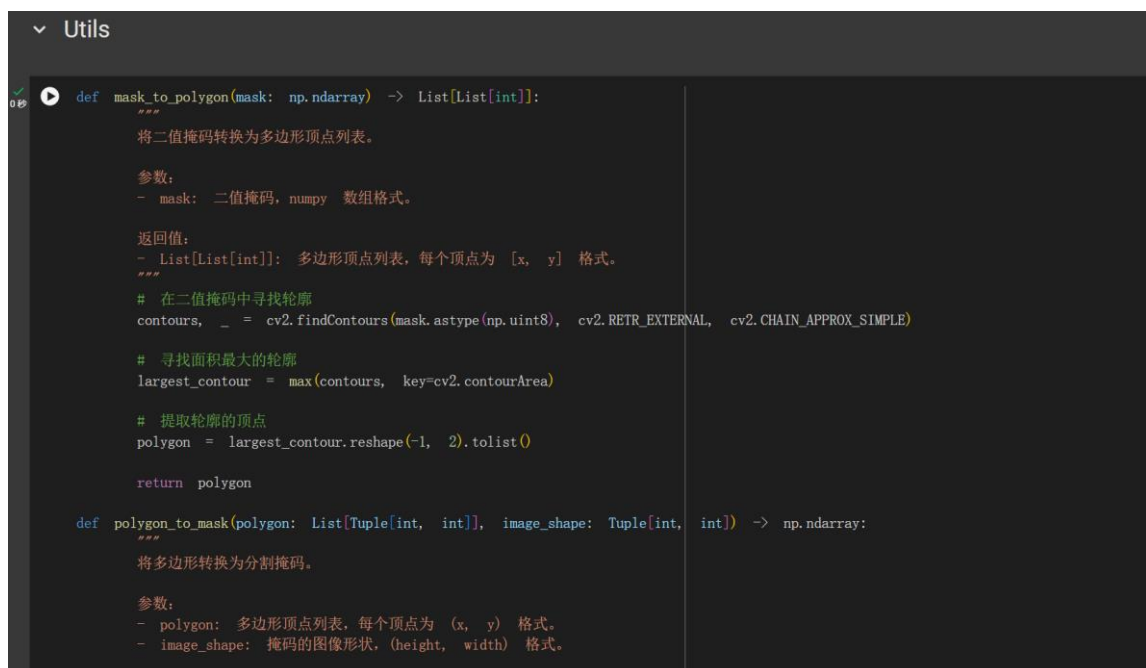 Utils
0秒
def mask_to_polygon(mask: np.ndarray) -> List[List[int]]:
"""
将二值掩码转换为多边形顶点列表。
参数:
- mask: 二值掩码，numpy 数组格式。
返回值:
- List[List[int]]: 多边形顶点列表，每个顶点为 [x, y] 格式。
"""
# 在二值掩码中寻找轮廓
contours, _ = cv2.findContours(mask.astype(np.uint8), cv2.RETR_EXTERNAL, cv2.CHAIN_APPROX_SIMPLE)
# 寻找面积最大的轮廓
largest_contour = max(contours, key=cv2.contourArea)
# 提取轮廓的顶点
polygon = largest_contour.reshape(-1, 2).tolist()
return polygon
def polygon_to_mask(polygon: List[Tuple[int, int]], image_shape: Tuple[int, int]) -> np.ndarray:
"""
将多边形转换为分割掩码。
参数:
- polygon: 多边形顶点列表，每个顶点为 (x, y) 格式。
- image_shape: 掩码的图像形状，(height, width) 格式。